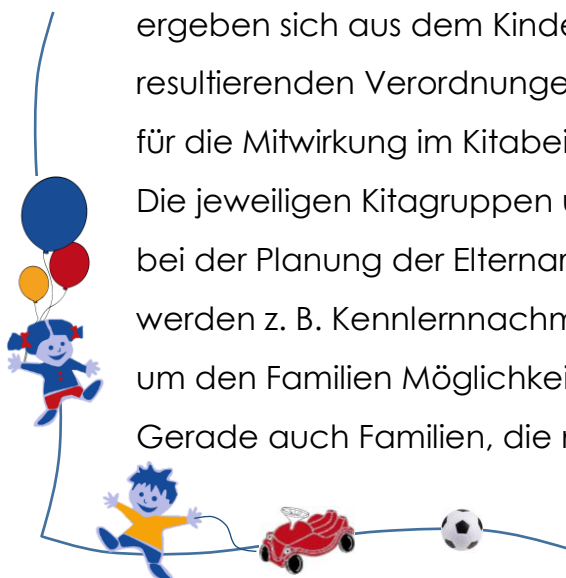 ergeben sich aus dem Kinde
resultierenden Verordnunge
für die Mitwirkung im Kitabei
Die jeweiligen Kitagruppen u
bei der Planung der Elternar
werden z. B. Kennlernnachm
um den Familien Möglichkei
Gerade auch Familien, die r